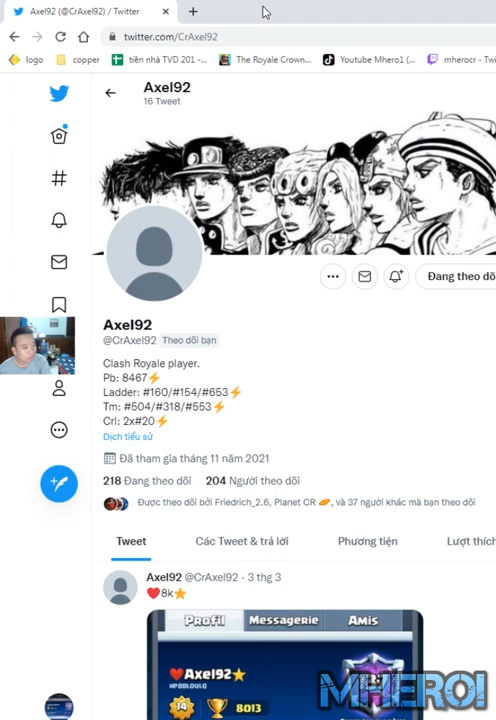 Axel92 (@CrAxel92) / Twitter
twitter.com/CrAxel92
logo
copper
tiền nhà TVD 201 -...
The Royale Crown...
Youtube Mhero1 (...
mherocr - Twi
Axel92
16 Tweet
Đang theo dõ
Axel92
@CrAxel92 Theo dõi bạn
Clash Royale player.
Pb: 8467⚡
Ladder: #160/#154/#653⚡
Tm: #504/#318/#553⚡
Crl: 2x#20⚡
Dịch tiểu sử
Đã tham gia tháng 11 năm 2021
218 Đang theo dõi 204 Người theo dõi
Được theo dõi bởi Friedrich_2.6, Planet CR 🥖, và 37 người khác mà bạn theo dõi
Tweet
Các Tweet & trả lời
Phương tiện
Lượt thích
Axel92 @CrAxel92 · 3 thg 3
❤️8k⭐
Profil
Messagerie
Amis
❤Axel92★
14
8013
MHEROI